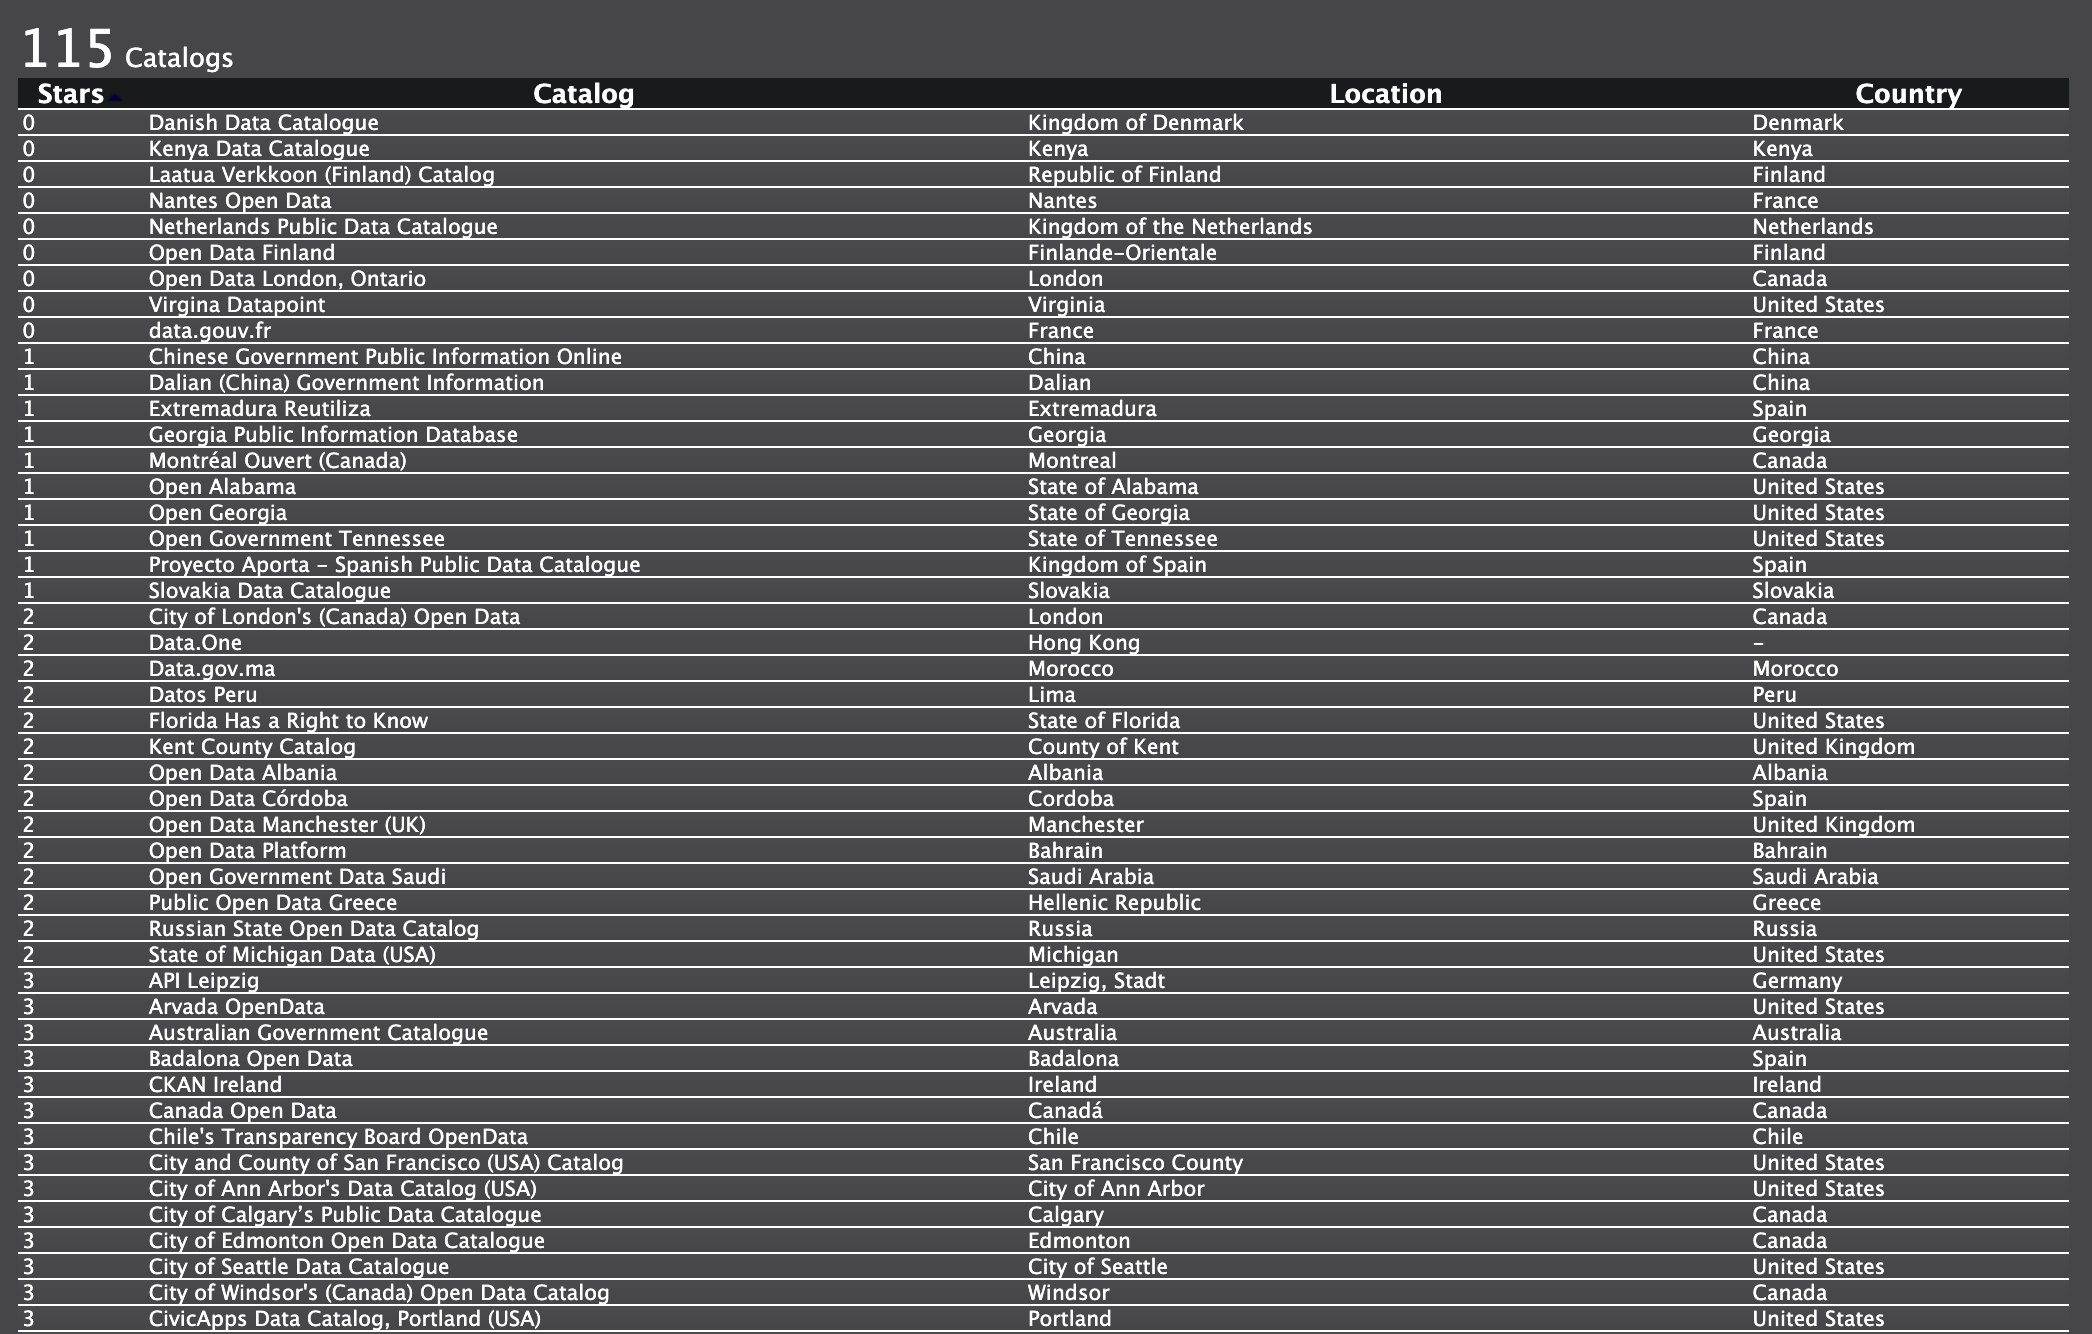 115 Catalogs
Stars Catalog Location Country
0 Danish Data Catalogue Kingdom of Denmark Denmark
0 Kenya Data Catalogue Kenya Kenya
0 Laatua Verkkoon (Finland) Catalog Republic of Finland Finland
0 Nantes Open Data Nantes France
0 Netherlands Public Data Catalogue Kingdom of the Netherlands Netherlands
0 Open Data Finland Finlande-Orientale Finland
0 Open Data London, Ontario London Canada
0 Virgina Datapoint Virginia United States
0 data.gouv.fr France France
1 Chinese Government Public Information Online China China
1 Dalian (China) Government Information Dalian China
1 Extremadura Reutiliza Extremadura Spain
1 Georgia Public Information Database Georgia Georgia
1 Montréal Ouvert (Canada) Montreal Canada
1 Open Alabama State of Alabama United States
1 Open Georgia State of Georgia United States
1 Open Government Tennessee State of Tennessee United States
1 Proyecto Aporta - Spanish Public Data Catalogue Kingdom of Spain Spain
1 Slovakia Data Catalogue Slovakia Slovakia
2 City of London's (Canada) Open Data London Canada
2 Data.One Hong Kong -
2 Data.gov.ma Morocco Morocco
2 Datos Peru Lima Peru
2 Florida Has a Right to Know State of Florida United States
2 Kent County Catalog County of Kent United Kingdom
2 Open Data Albania Albania Albania
2 Open Data Córdoba Cordoba Spain
2 Open Data Manchester (UK) Manchester United Kingdom
2 Open Data Platform Bahrain Bahrain
2 Open Government Data Saudi Saudi Arabia Saudi Arabia
2 Public Open Data Greece Hellenic Republic Greece
2 Russian State Open Data Catalog Russia Russia
2 State of Michigan Data (USA) Michigan United States
3 API Leipzig Leipzig, Stadt Germany
3 Arvada OpenData Arvada United States
3 Australian Government Catalogue Australia Australia
3 Badalona Open Data Badalona Spain
3 CKAN Ireland Ireland Ireland
3 Canada Open Data Canadá Canada
3 Chile's Transparency Board OpenData Chile Chile
3 City and County of San Francisco (USA) Catalog San Francisco County United States
3 City of Ann Arbor's Data Catalog (USA) City of Ann Arbor United States
3 City of Calgary’s Public Data Catalogue Calgary Canada
3 City of Edmonton Open Data Catalogue Edmonton Canada
3 City of Seattle Data Catalogue City of Seattle United States
3 City of Windsor's (Canada) Open Data Catalog Windsor Canada
3 CivicApps Data Catalog, Portland (USA) Portland United States